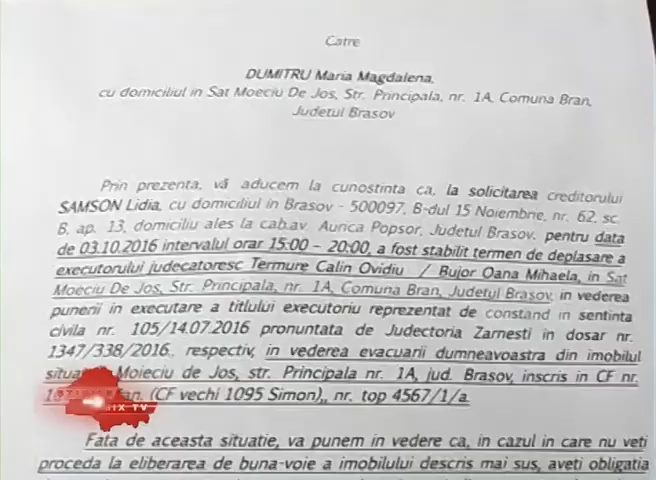 Catre
DUMITRU Maria Magdalena,
cu domiciliul in Sat Moeciu De Jos, Str. Principala, nr. 1A, Comuna Bran,
Judetul Brasov
Prin prezenta, vă aducem la cunostinta ca, la solicitarea creditorului
SAMSON Lidia, cu domiciliul in Brasov - 500097, B-dul 15 Noiembrie, nr. 62, sc.
B, ap. 13, domiciliu ales la cab.av. Aurica Popsor, Judetul Brasov, pentru data
de 03.10.2016 intervalul orar 15:00 - 20:00, a fost stabilit termen de deplasare a
executorului judecatoresc Termure Calin Ovidiu / Bujor Oana Mihaela, in Sat
Moeciu De Jos, Str. Principala, nr. 1A, Comuna Bran, Judetul Brasov, in vederea
punerii in executare a titlului executoriu reprezentat de constand in sentinta
civila nr. 105/14.07.2016 pronuntata de Judectoria Zarnesti in dosar nr.
1347/338/2016., respectiv, in vederea evacuarii dumneavoastra din imobilul
Moieciu de Jos, str. Principala nr. 1A, jud. Brasov, inscris in CF nr.
(CF vechi 1095 Simon),, nr. top 4567/1/a.
MIX TV
Fata de aceasta situatie, va punem in vedere ca, in cazul in care nu veti
proceda la eliberarea de buna-voie a imobilului descris mai sus, aveti obligatia